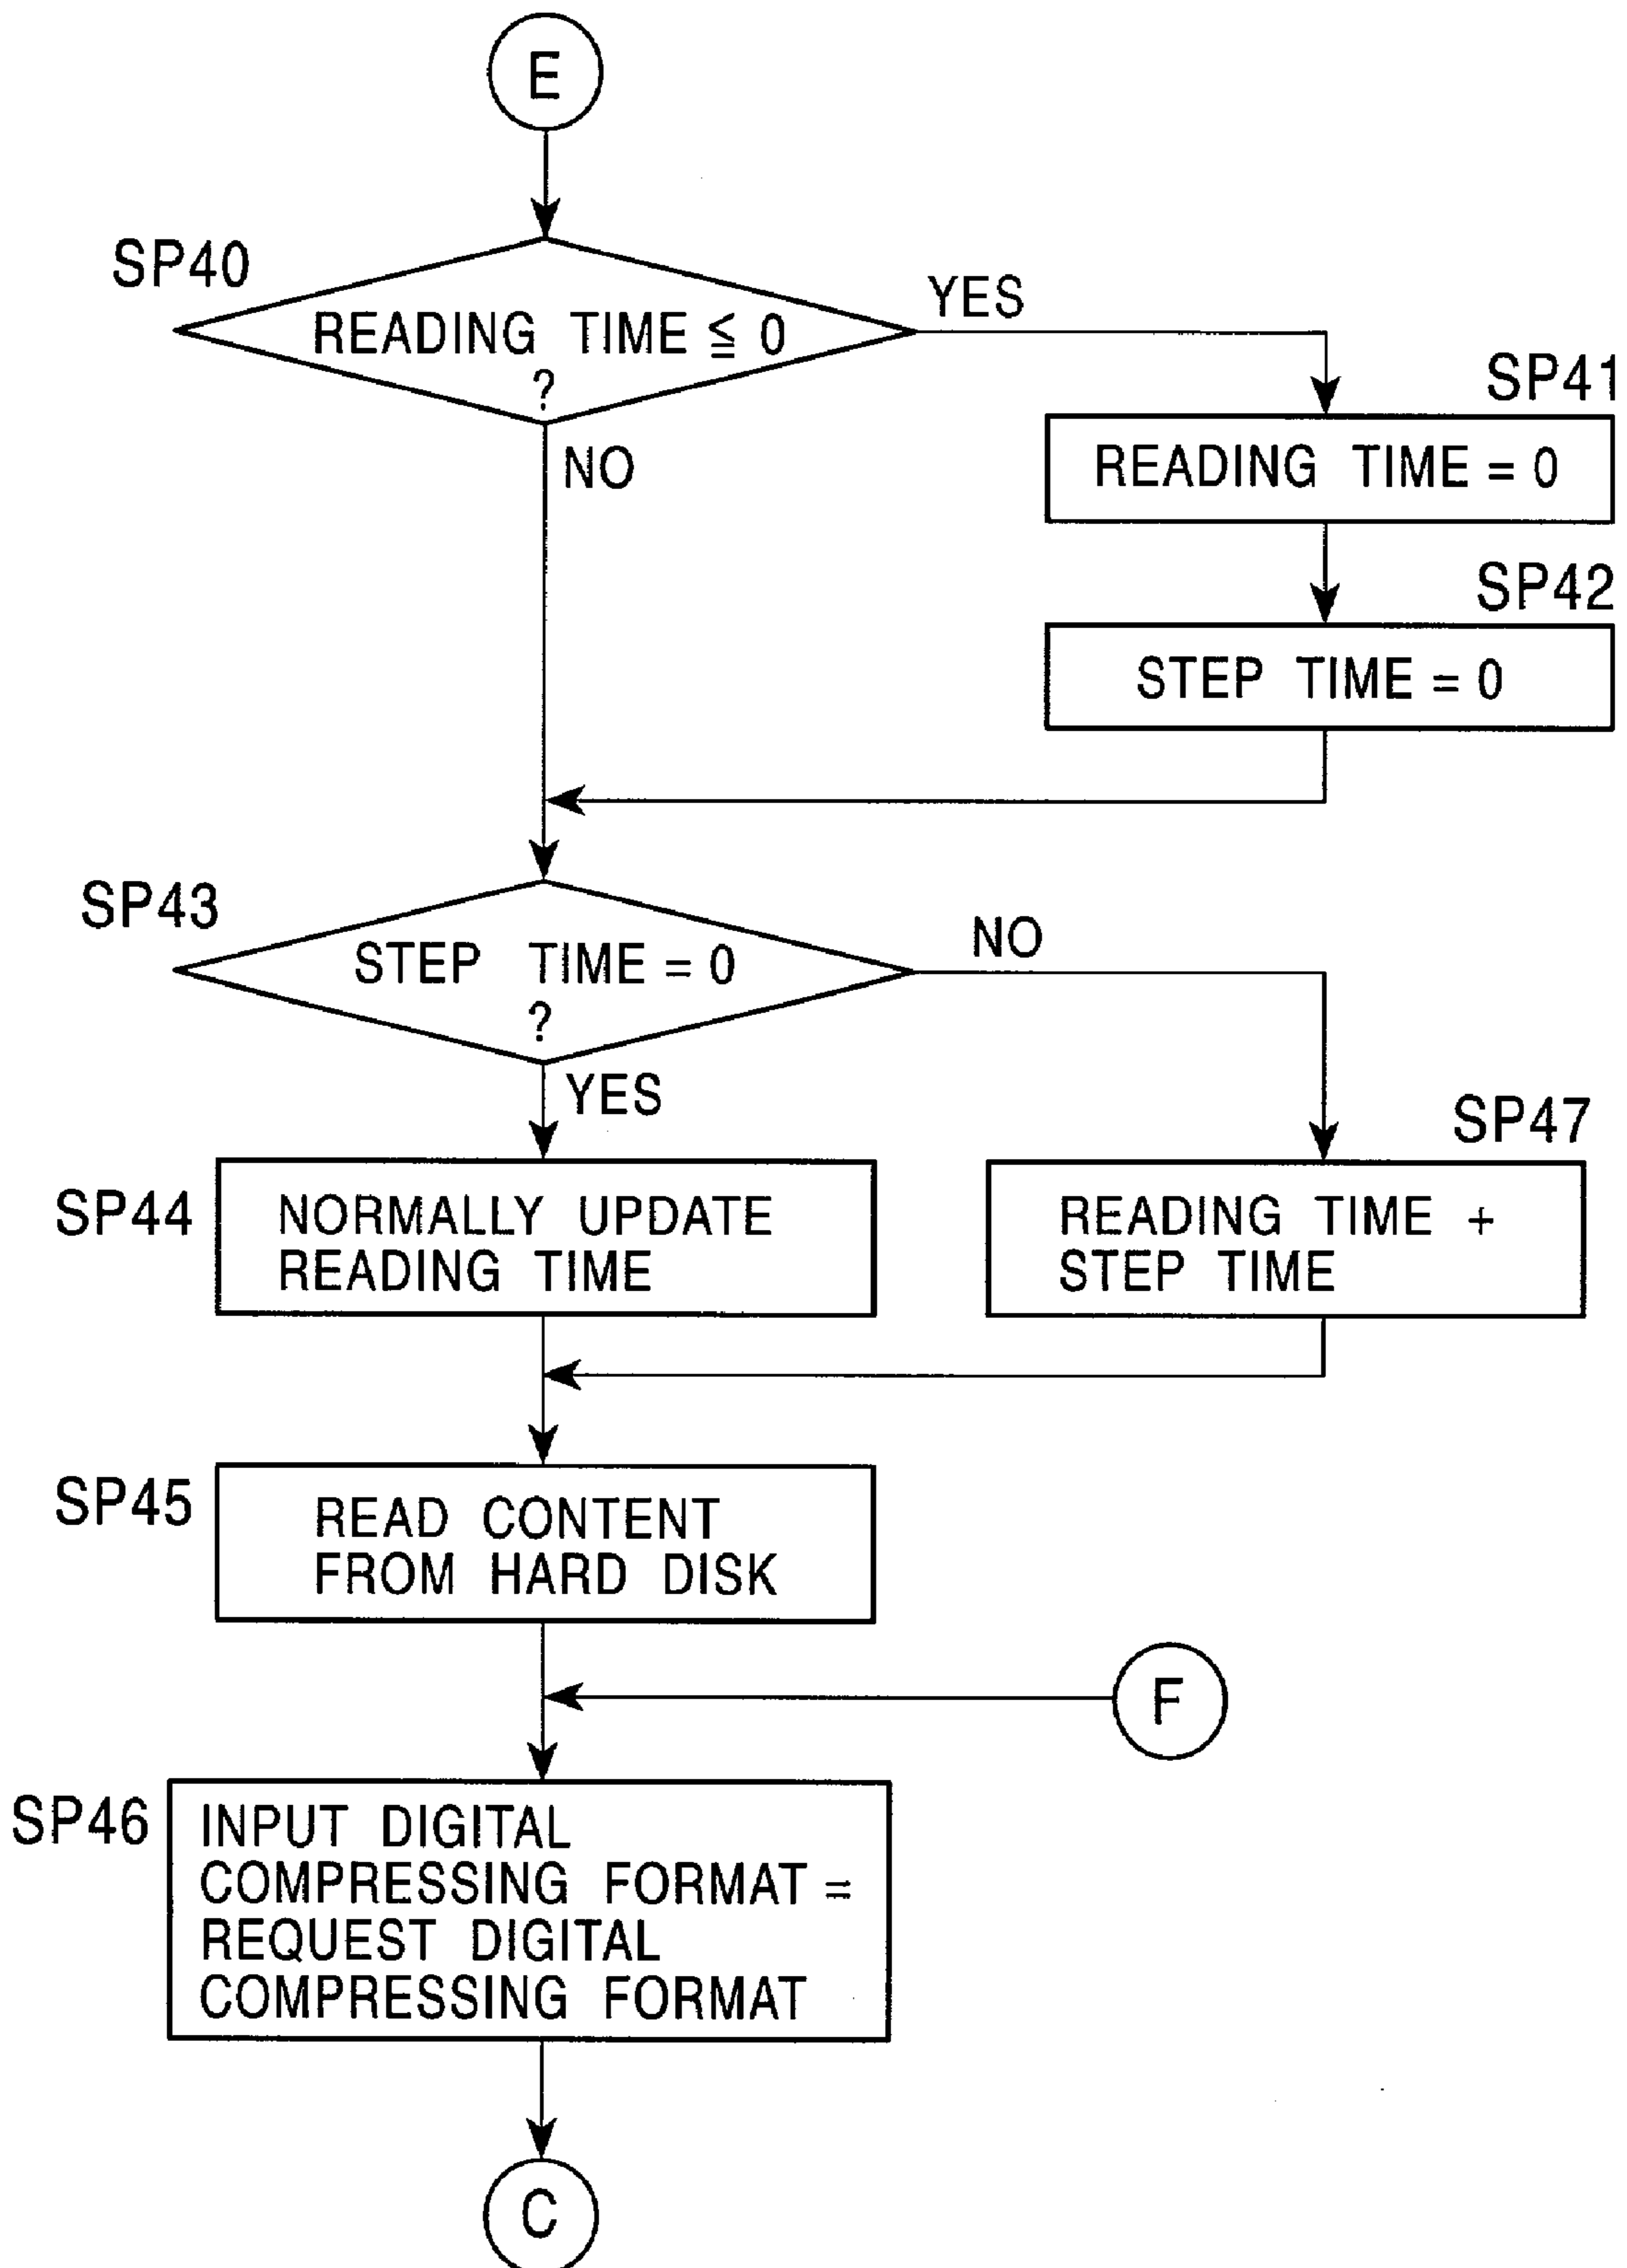 E
SP40
READING TIME ≦ 0
?
YES
NO
SP41
READING TIME = 0
SP42
STEP TIME = 0
SP43
STEP TIME = 0
?
NO
YES
SP44
NORMALLY UPDATE
READING TIME
SP47
READING TIME +
STEP TIME
SP45
READ CONTENT
FROM HARD DISK
F
SP46
INPUT DIGITAL
COMPRESSING FORMAT =
REQUEST DIGITAL
COMPRESSING FORMAT
C